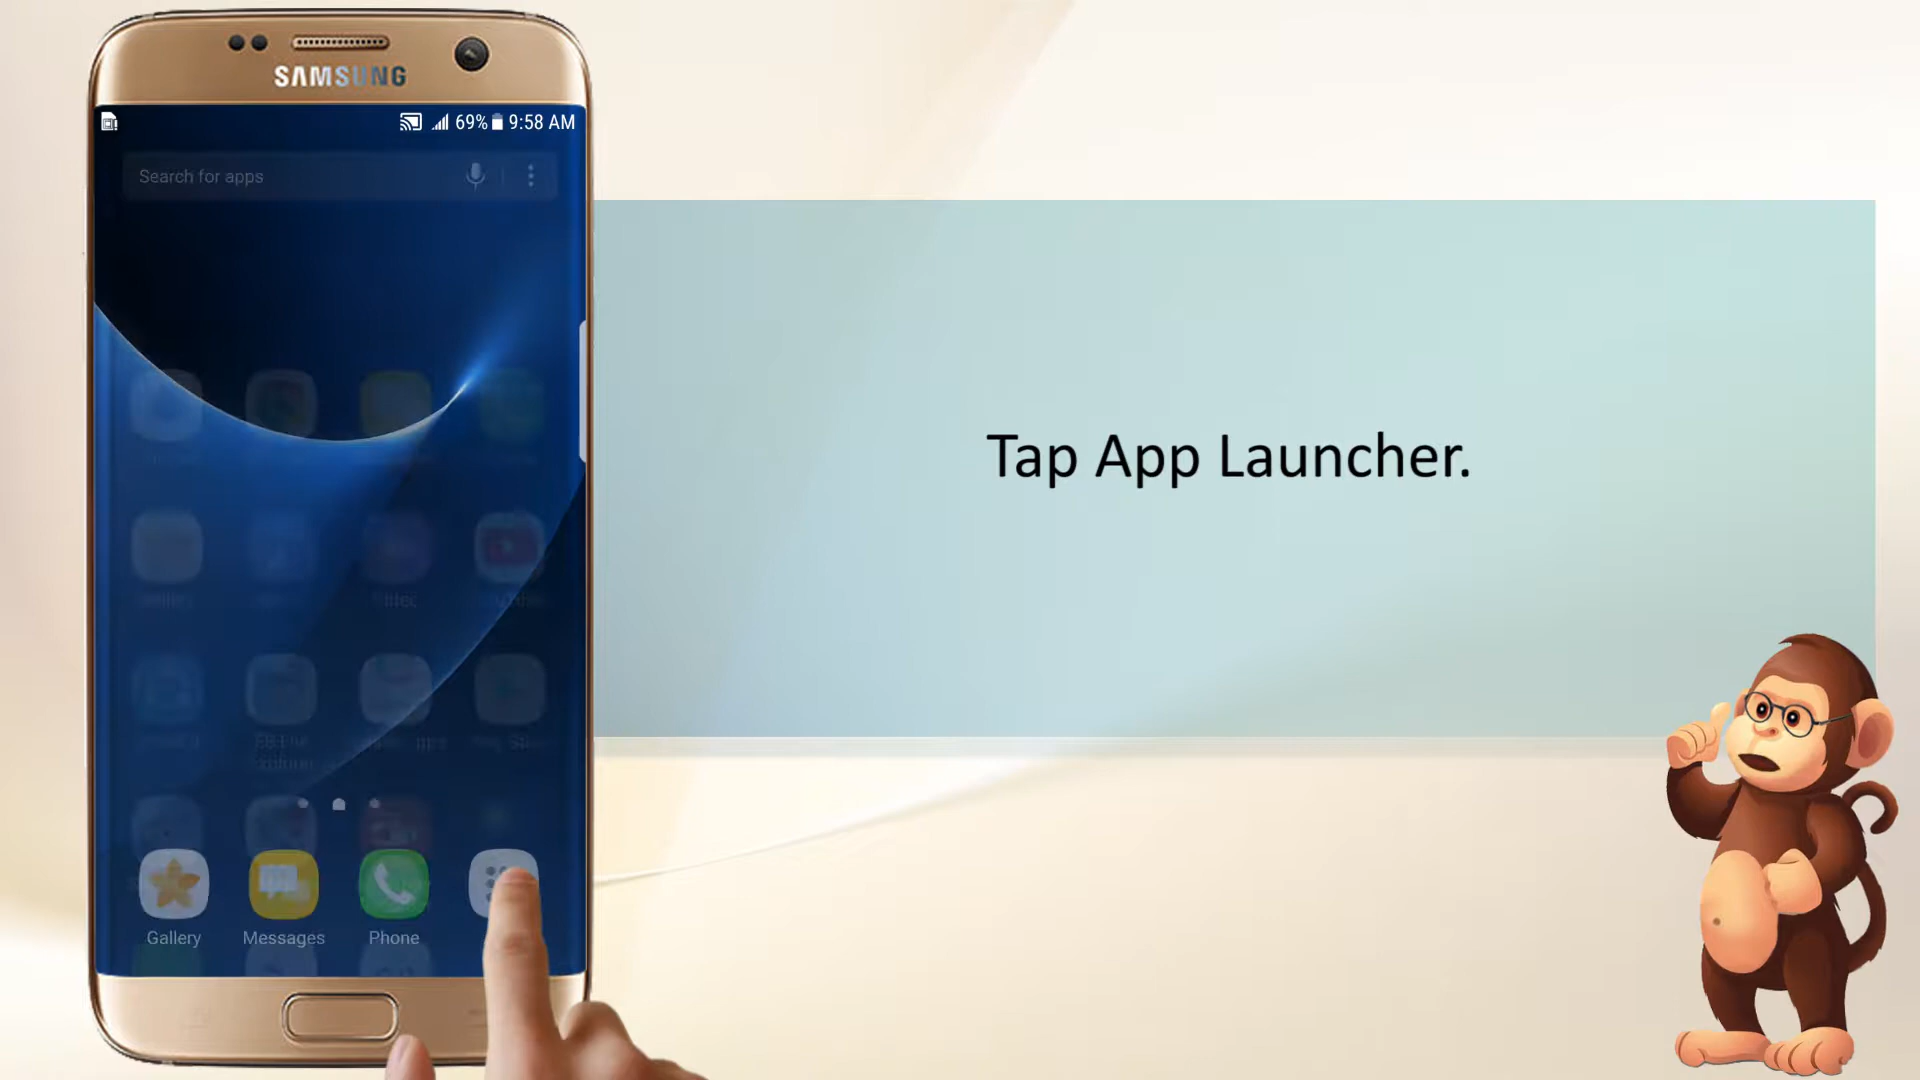 SAMSUNG
69% 9:58 AM
Search for apps
Tap App Launcher.
Gallery
Messages
Phone